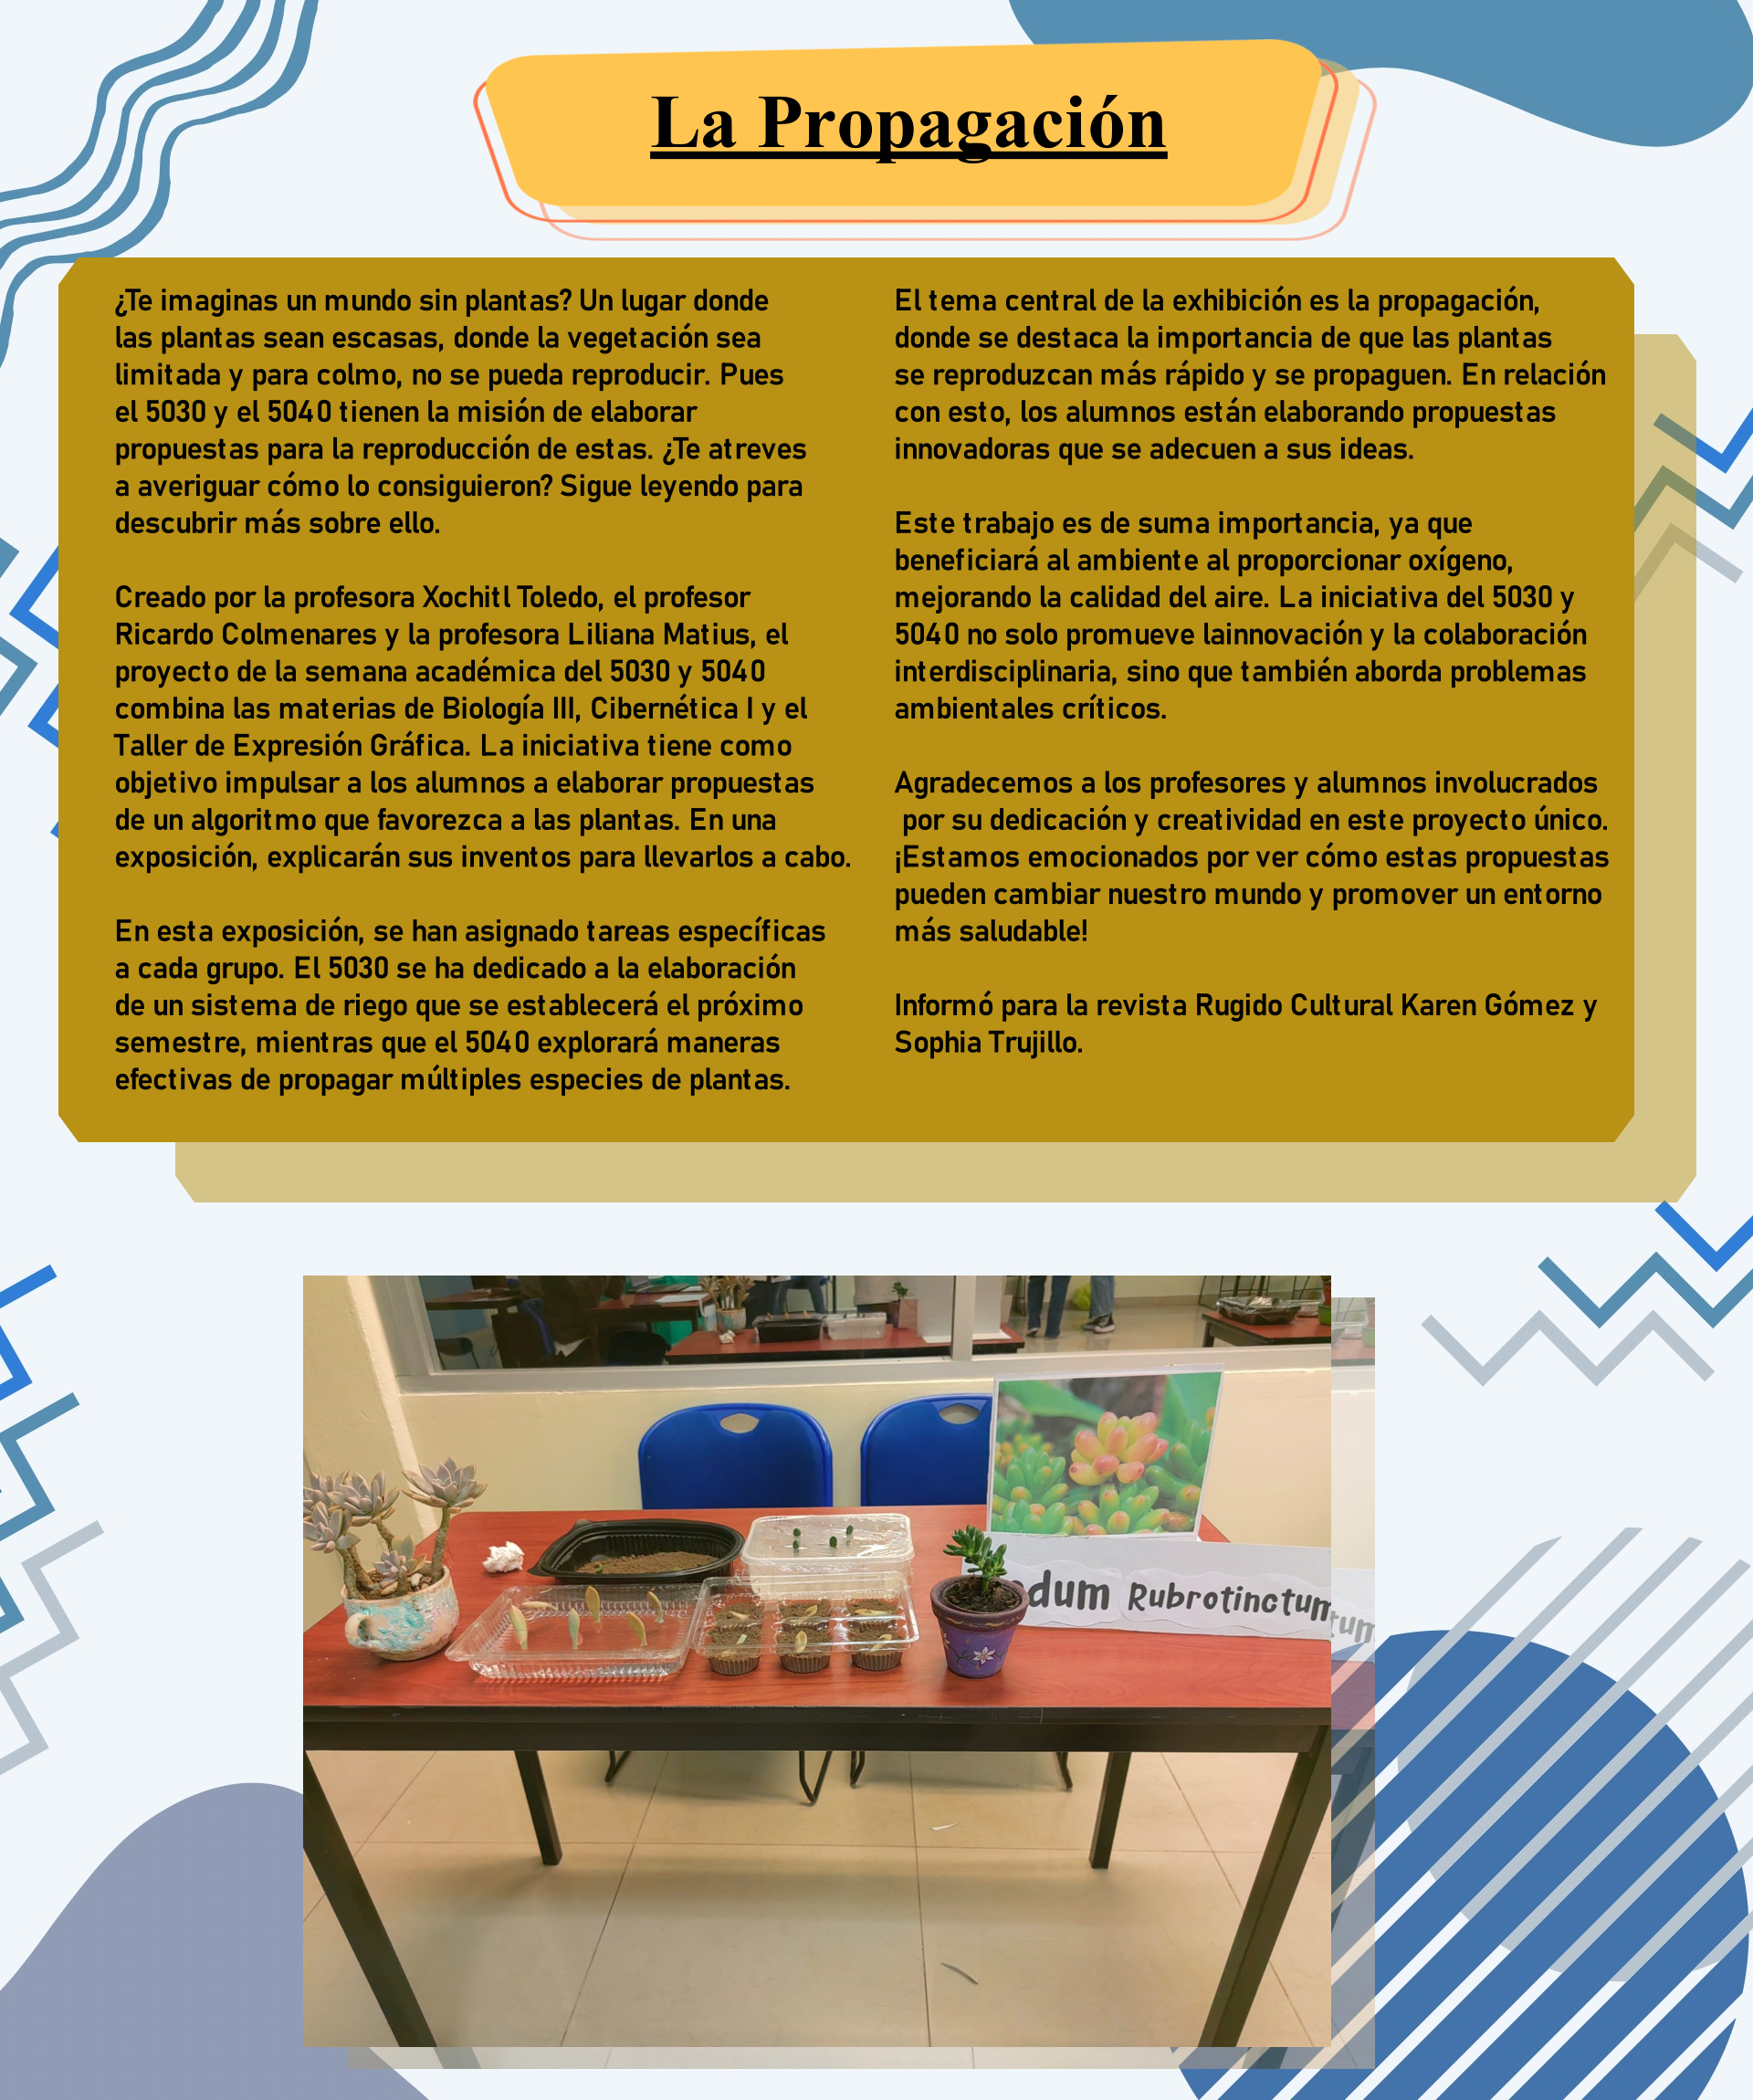 La Propagación
¿Te imaginas un mundo sin plantas? Un lugar donde
las plantas sean escasas, donde la vegetación sea
limitada y para colmo, no se pueda reproducir. Pues
el 5030 y el 5040 tienen la misión de elaborar
propuestas para la reproducción de estas. ¿Te atreves
a averiguar cómo lo consiguieron? Sigue leyendo para
descubrir más sobre ello.
Creado por la profesora Xochitl Toledo, el profesor
Ricardo Colmenares y la profesora Liliana Matius, el
proyecto de la semana académica del 5030 y 5040
combina las materias de Biología III, Cibernética I y el
Taller de Expresión Gráfica. La iniciativa tiene como
objetivo impulsar a los alumnos a elaborar propuestas
de un algoritmo que favorezca a las plantas. En una
exposición, explicarán sus inventos para llevarlos a cabo.
En esta exposición, se han asignado tareas específicas
a cada grupo. El 5030 se ha dedicado a la elaboración
de un sistema de riego que se establecerá el próximo
semestre, mientras que el 5040 explorará maneras
efectivas de propagar múltiples especies de plantas.
El tema central de la exhibición es la propagación,
donde se destaca la importancia de que las plantas
se reproduzcan más rápido y se propaguen. En relación
con esto, los alumnos están elaborando propuestas
innovadoras que se adecuen a sus ideas.
Este trabajo es de suma importancia, ya que
beneficiará al ambiente al proporcionar oxígeno,
mejorando la calidad del aire. La iniciativa del 5030 y
5040 no solo promueve lainnovación y la colaboración
interdisciplinaria, sino que también aborda problemas
ambientales críticos.
Agradecemos a los profesores y alumnos involucrados
por su dedicación y creatividad en este proyecto único.
¡Estamos emocionados por ver cómo estas propuestas
pueden cambiar nuestro mundo y promover un entorno
más saludable!
Informó para la revista Rugido Cultural Karen Gómez y
Sophia Trujillo.
dum Rubrotinctum